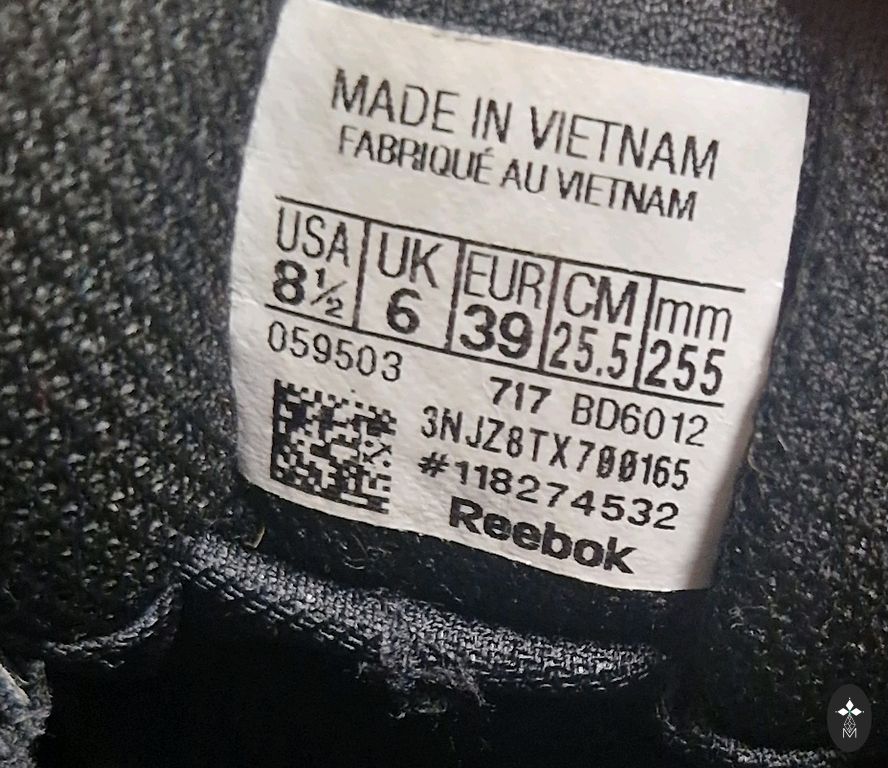 MADE IN VIETNAM
FABRIQUÉ AU VIETNAM
USA UK EUR CM mm
8½ 6 39 25.5 255
059503 717 BD6012
3NJZ8TX700165
#118274532
Reebok
M